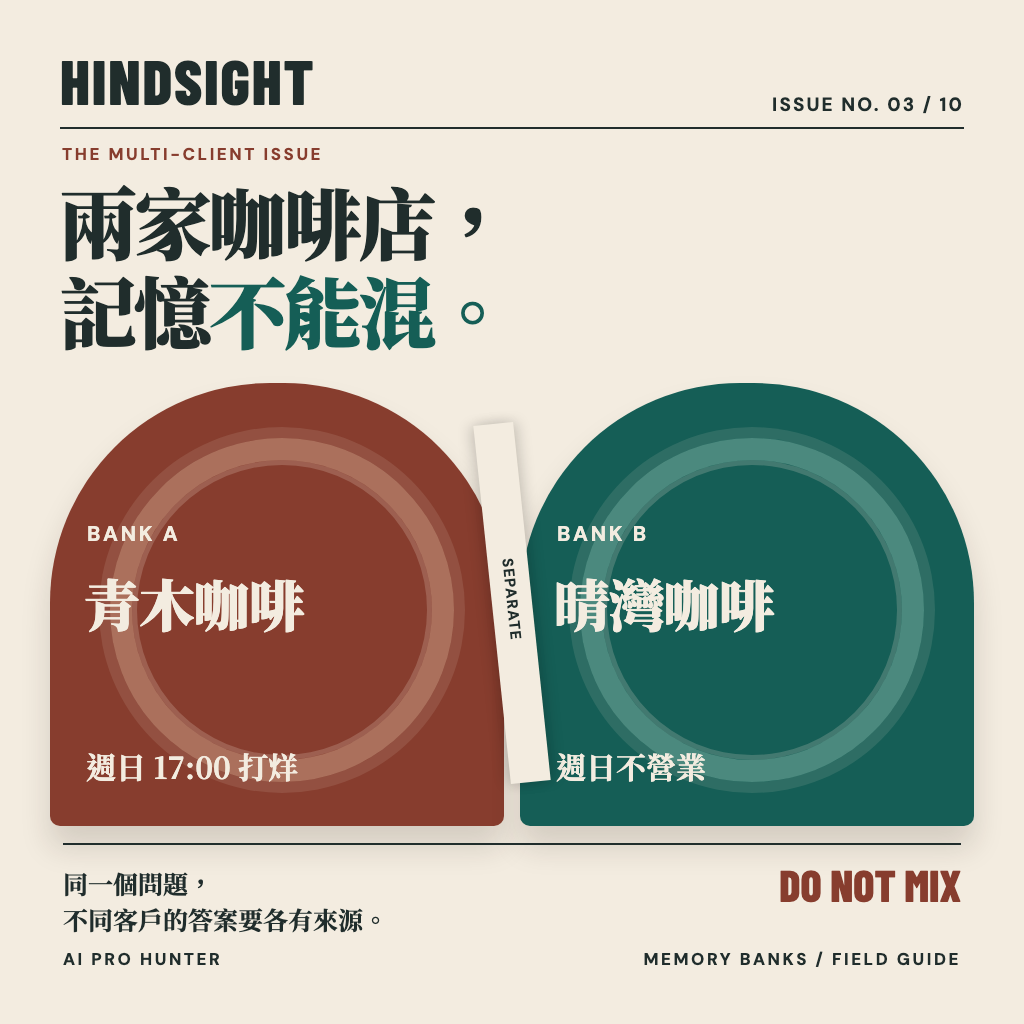 HINDSIGHT
ISSUE NO. 03 / 10
THE MULTI-CLIENT ISSUE
兩家咖啡店，
記憶不能混。
BANK A
青木咖啡
週日 17:00 打烊
SEPARATE
BANK B
晴灣咖啡
週日不營業
同一個問題，
不同客戶的答案要各有來源。
DO NOT MIX
AI PRO HUNTER
MEMORY BANKS / FIELD GUIDE